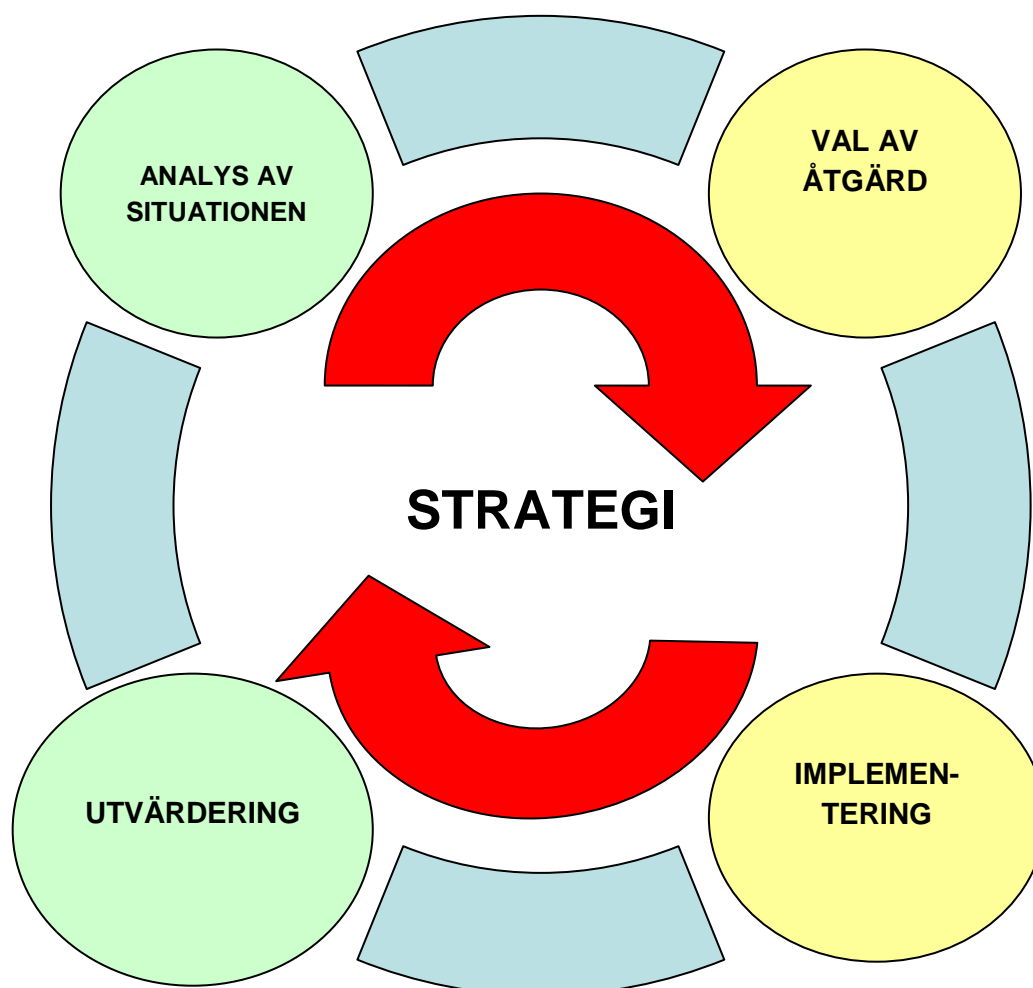 ANALYS AV
SITUATIONEN
VAL AV
ÅTGÄRD
STRATEGI
UTVÄRDERING
IMPLEMEN-
TERING